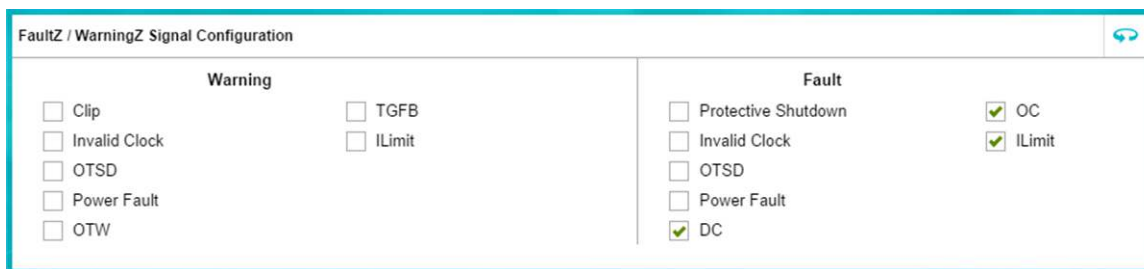 FaultZ / WarningZ Signal Configuration
Warning
Clip
Invalid Clock
OTSD
Power Fault
OTW
TGFB
ILimit
Fault
Protective Shutdown
Invalid Clock
OTSD
Power Fault
DC
OC
ILimit